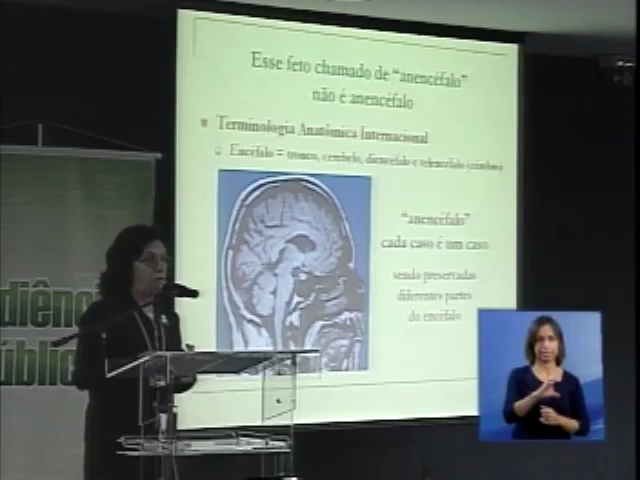 Esse feto chamado de "anencéfalo"
não é anencéfalo
Terminologia Anatômica Internacional
Encéfalo = tronco, cerebelo, diencéfalo e telencéfalo (cérebro)
"anencéfalo"
cada caso é um caso
sendo preservadas
diferentes partes
do encéfalo
diênc
úblic